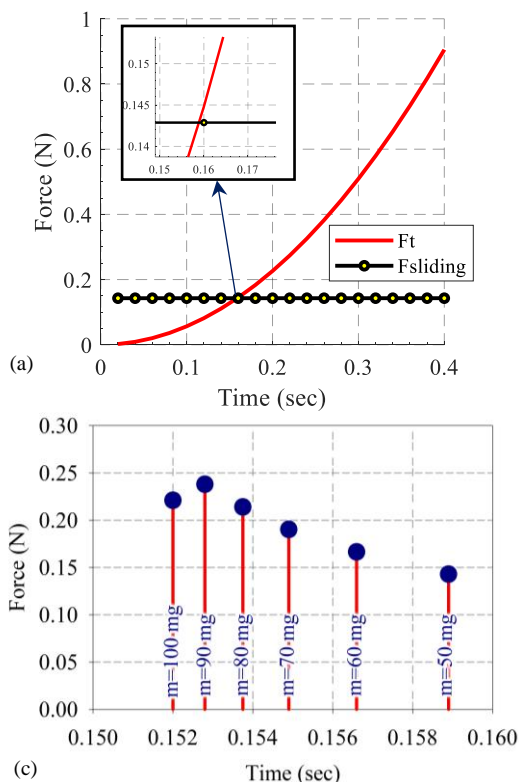 1
0.8
0.6
0.4
0.2
0
Force (N)
0.15
0.145
0.14
0.15 0.16 0.17
Ft
Fsliding
0 0.1 0.2 0.3 0.4
Time (sec)
(a)
0.30
0.25
0.20
0.15
0.10
0.05
0.00
Force (N)
m=100 mg
m=90 mg
m=80 mg
m=70 mg
m=60 mg
m=50 mg
0.150 0.152 0.154 0.156 0.158 0.160
Time (sec)
(c)